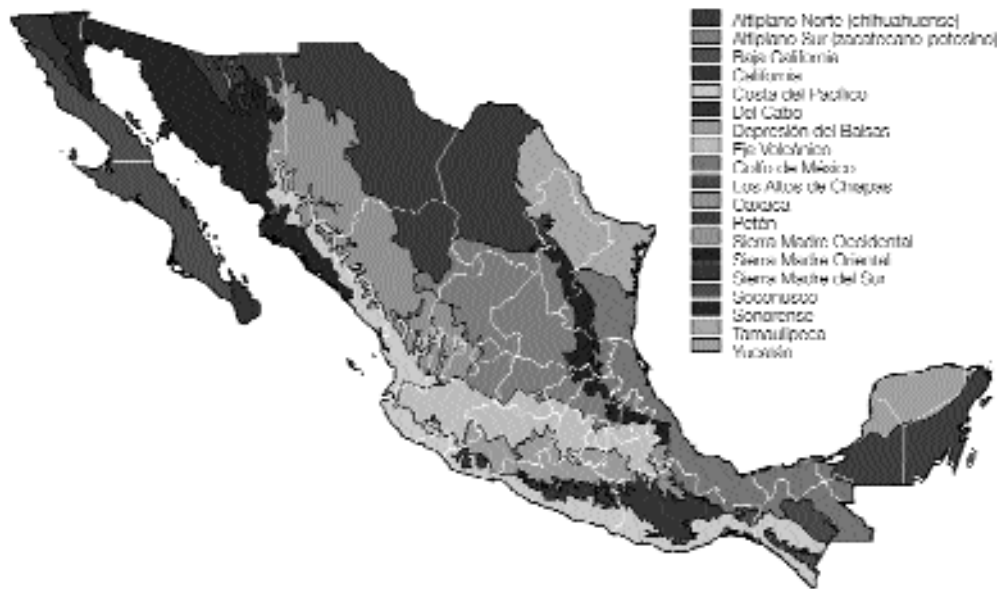 Altiplano Norte (chihuahuense)
Altiplano Sur (zacatecano potosino)
Baja California
California
Costa del Pacífico
Del Cabo
Depresión del Balsas
Eje Volcánico
Golfo de México
Los Altos de Chiapas
Oaxaca
Petén
Sierra Madre Occidental
Sierra Madre Oriental
Sierra Madre del Sur
Soconusco
Sonorense
Tamaulipeca
Yucatán